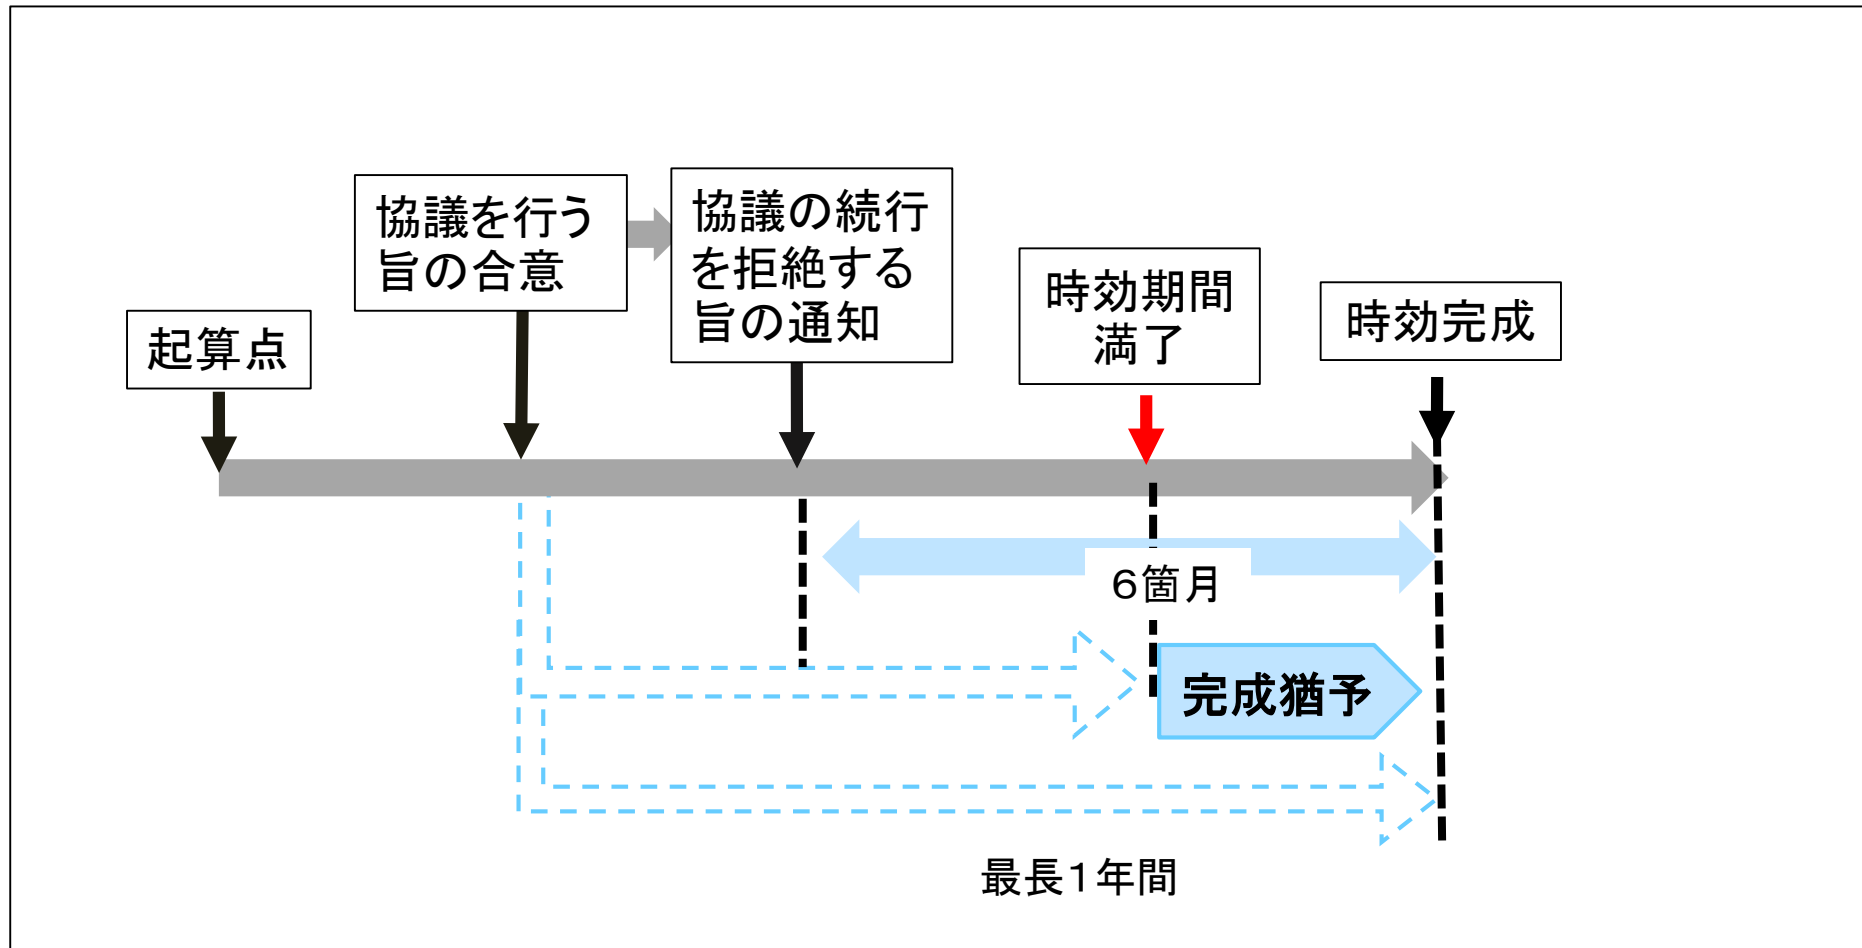 起算点
協議を行う
旨の合意
協議の続行
を拒絶する
旨の通知
時効期間
満了
時効完成
６箇月
完成猶予
最長１年間